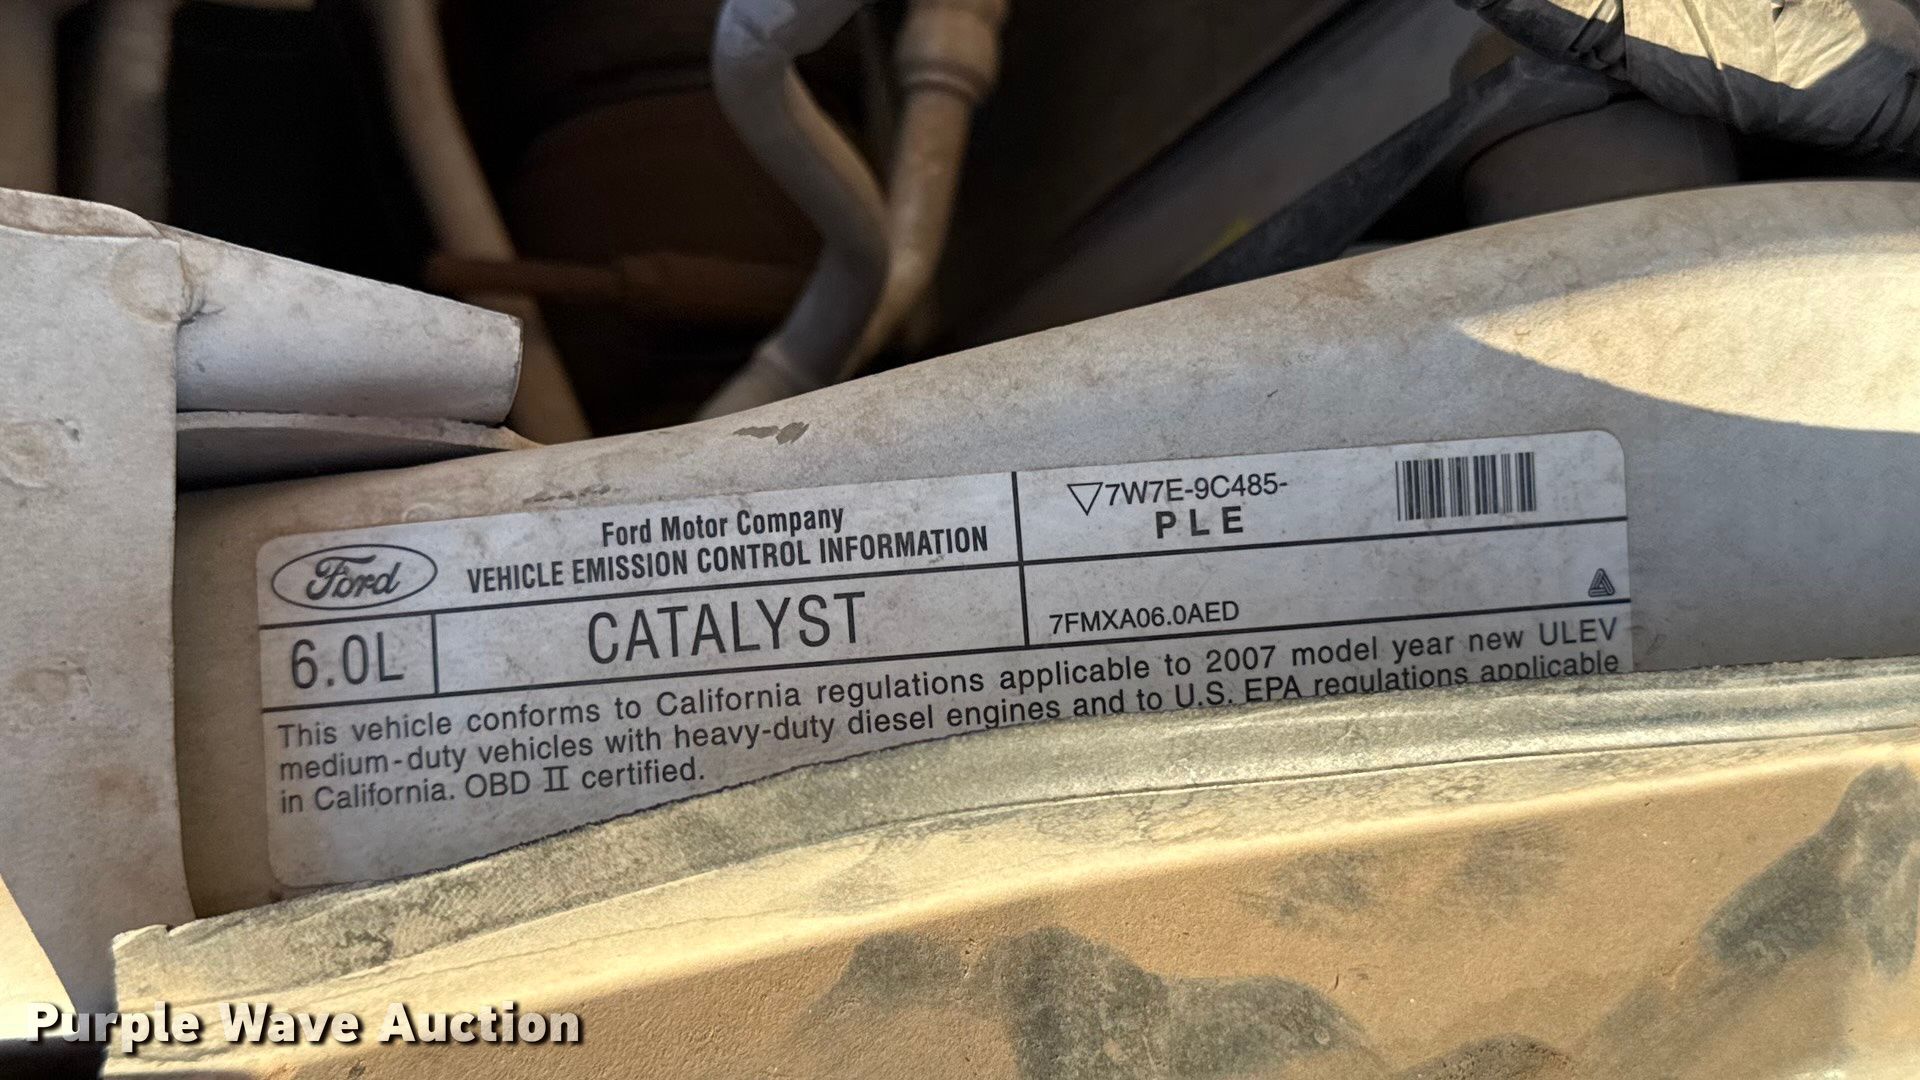 Ford
Ford Motor Company
VEHICLE EMISSION CONTROL INFORMATION
7W7E-9C485-
PLE
6.0L
CATALYST
7FMXA06.0AED
This vehicle conforms to California regulations applicable to 2007 model year new ULEV
medium-duty vehicles with heavy-duty diesel engines and to U.S. EPA regulations applicable
in California. OBD II certified.
Purple Wave Auction